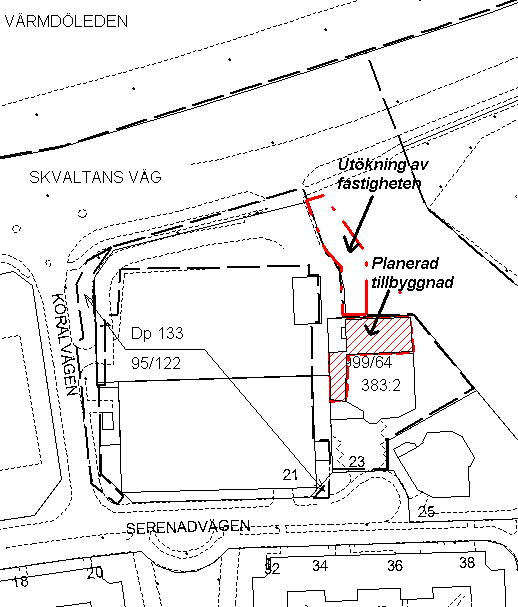 VÄRMDÖLEDEN
Utökning av
fastigheten
SKVALTANS VÄG
Planerad
tillbyggnad
KORALVÄGEN
Dp 133
95/122
99/64
383:2
23
21
25
SERENADVÄGEN
18
20
32
34
36
38